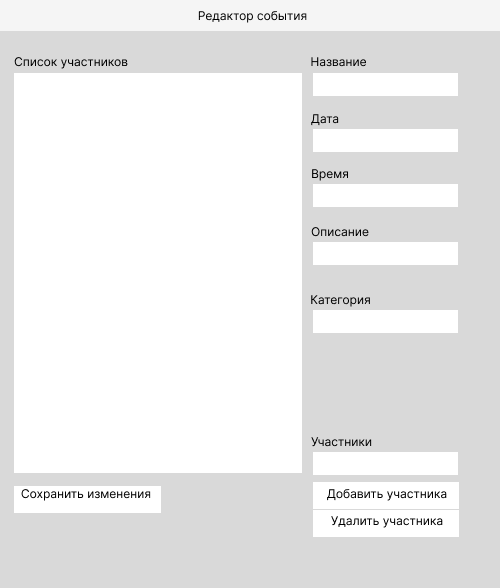 Редактор события
Список участников
Название
Дата
Время
Описание
Категория
Участники
Сохранить изменения
Добавить участника
Удалить участника